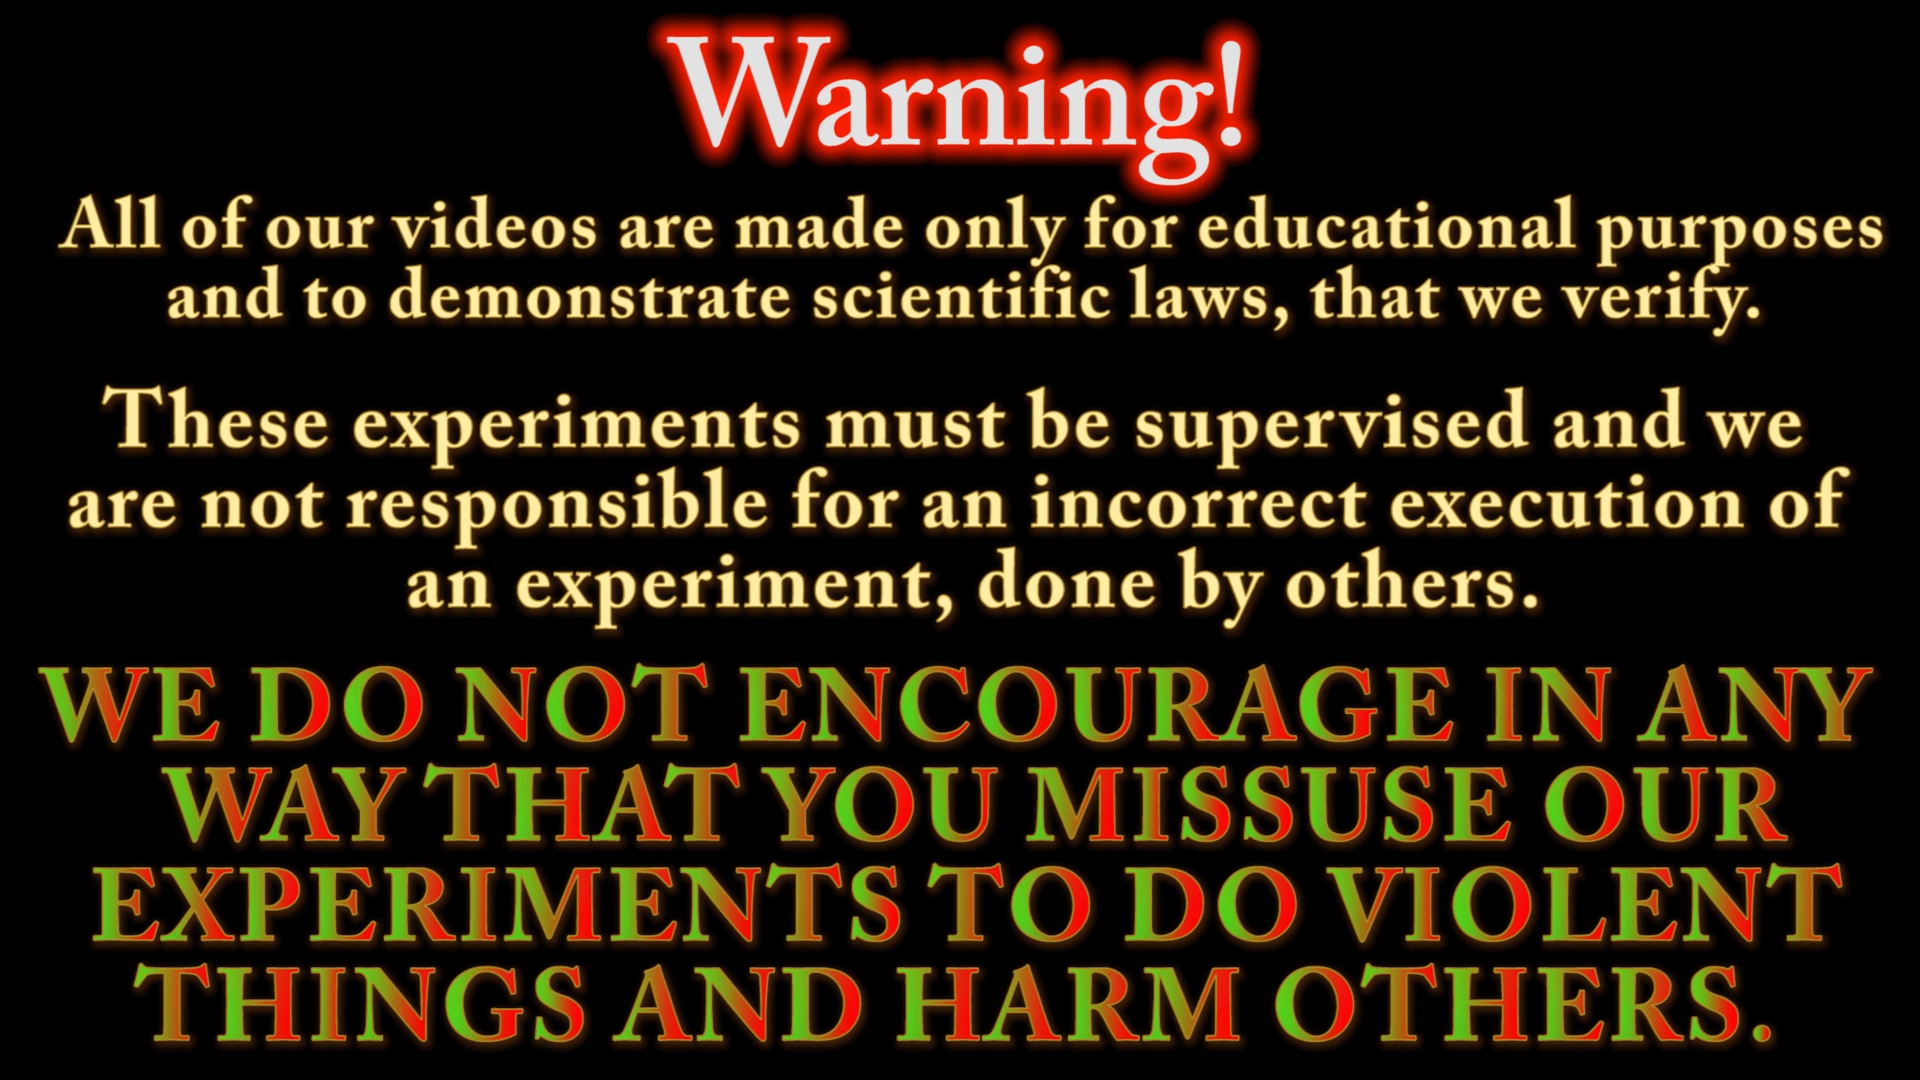 Warning!
All of our videos are made only for educational purposes
and to demonstrate scientific laws, that we verify.
These experiments must be supervised and we
are not responsible for an incorrect execution of
an experiment, done by others.
WE DO NOT ENCOURAGE IN ANY
WAY THAT YOU MISSUSE OUR
EXPERIMENTS TO DO VIOLENT
THINGS AND HARM OTHERS.